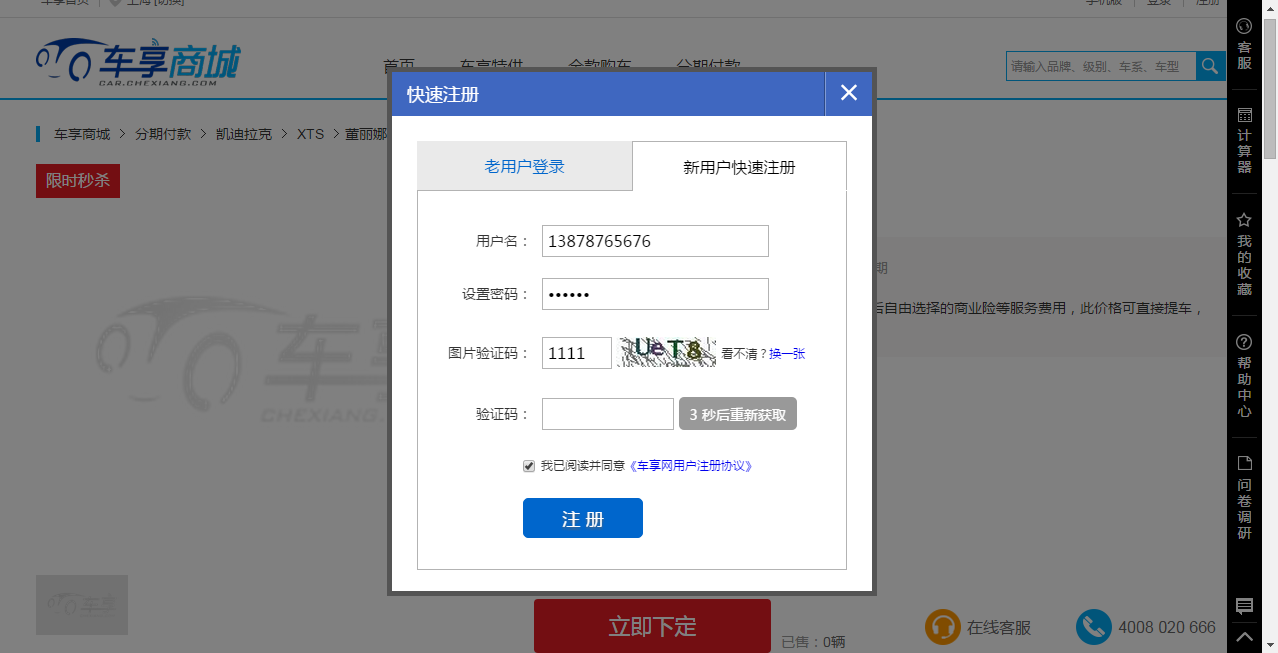 车享首页 上海 [切换] 手机版 登录 注册
车享商城
CAR.CHEXIANG.COM
首页 车享特供 全款购车 分期付款
请输入品牌、级别、车系、车型
车享商城 > 分期付款 > 凯迪拉克 > XTS > 董丽娜
限时秒杀
快速注册
老用户登录 新用户快速注册
用户名： 13878765676
设置密码： ••••••
图片验证码： 1111 UeT8 看不清？换一张
验证码： 3 秒后重新获取
我已阅读并同意《车享网用户注册协议》
注 册
期
后自由选择的商业险等服务费用，此价格可直接提车，
车享
CHEXIANG.COM
车享
立即下定
已售：0辆
在线客服
4008 020 666
客服
计算器
我的收藏
帮助中心
问卷调研